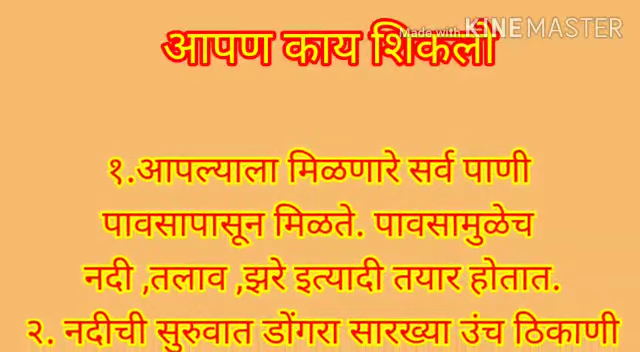 आपण काय शिकलो
Made with KINEMASTER
१.आपल्याला मिळणारे सर्व पाणी
पावसापासून मिळते. पावसामुळेच
नदी ,तलाव ,झरे इत्यादी तयार होतात.
२. नदीची सुरुवात डोंगरा सारख्या उंच ठिकाणी